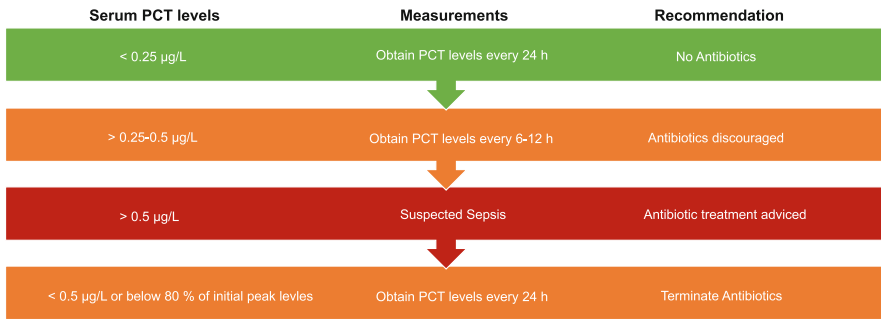 Serum PCT levels Measurements Recommendation
< 0.25 µg/L Obtain PCT levels every 24 h No Antibiotics
> 0.25-0.5 µg/L Obtain PCT levels every 6-12 h Antibiotics discouraged
> 0.5 µg/L Suspected Sepsis Antibiotic treatment adviced
< 0.5 µg/L or below 80 % of initial peak levles Obtain PCT levels every 24 h Terminate Antibiotics